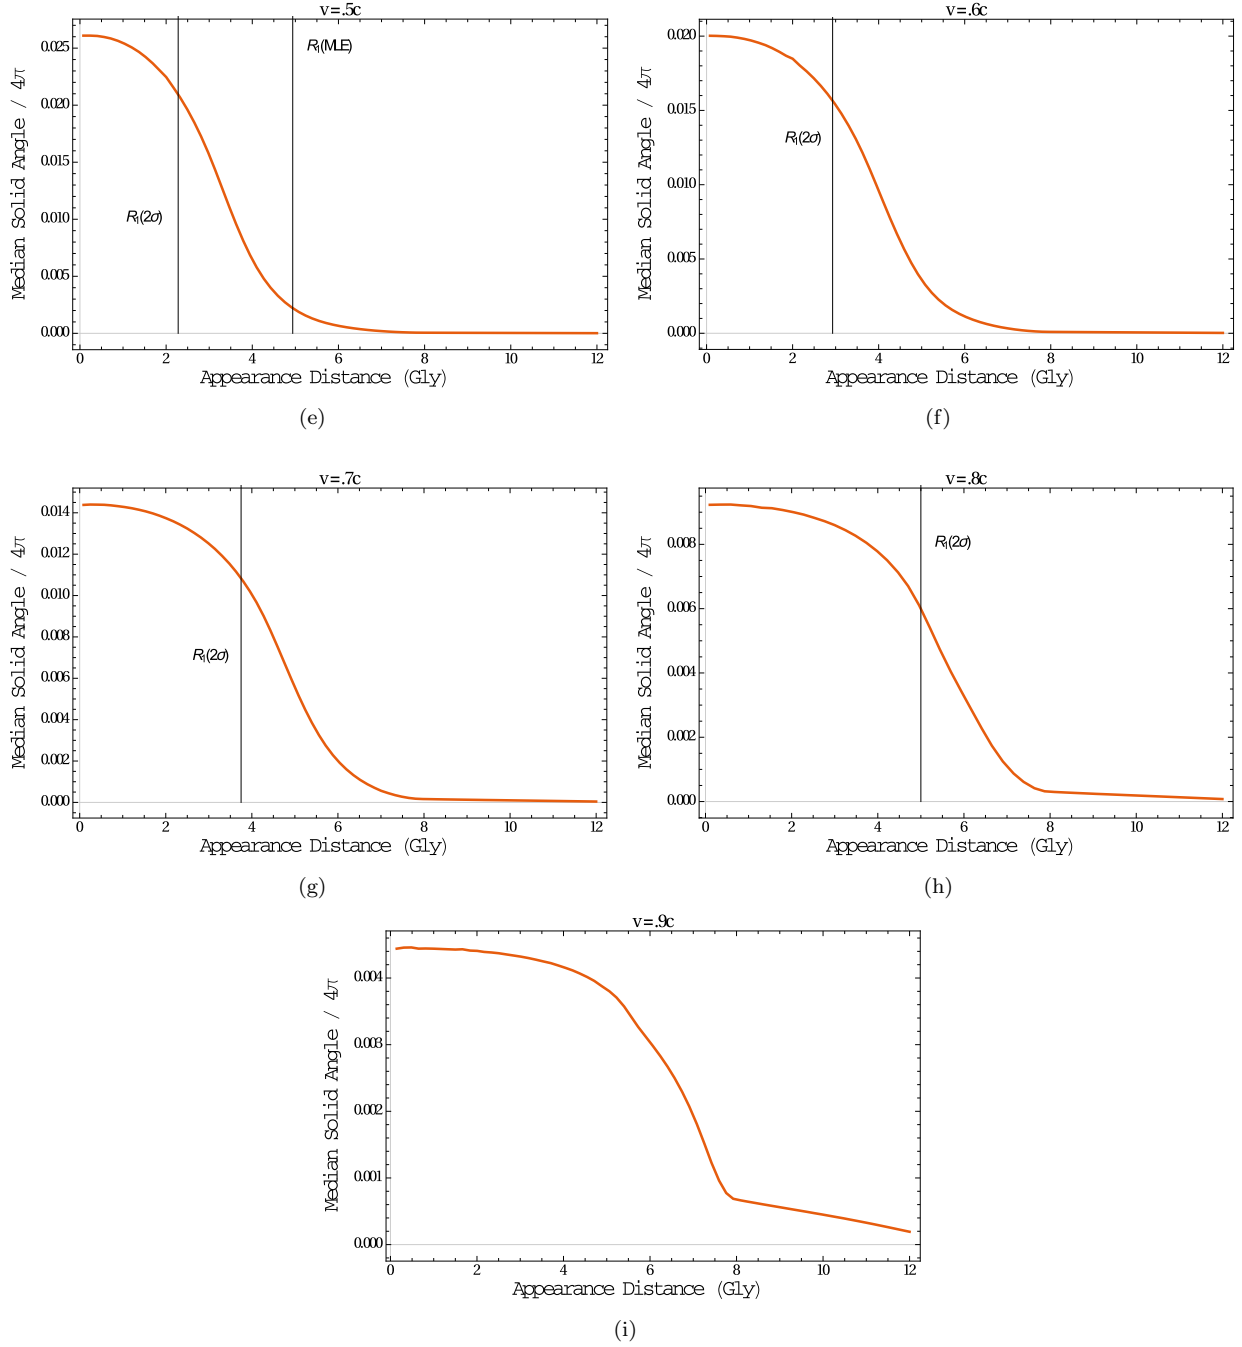 v=.5c
Median Solid Angle / 4π
0.025
0.020
0.015
0.010
0.005
0.000
R₁(MLE)
R₁(2σ)
0 2 4 6 8 10 12
Appearance Distance (Gly)
(e)
v=.6c
Median Solid Angle / 4π
0.020
0.015
0.010
0.005
0.000
R₁(2σ)
0 2 4 6 8 10 12
Appearance Distance (Gly)
(f)
v=.7c
Median Solid Angle / 4π
0.014
0.012
0.010
0.008
0.006
0.004
0.002
0.000
R₁(2σ)
0 2 4 6 8 10 12
Appearance Distance (Gly)
(g)
v=.8c
Median Solid Angle / 4π
0.008
0.006
0.004
0.002
0.000
R₁(2σ)
0 2 4 6 8 10 12
Appearance Distance (Gly)
(h)
v=.9c
Median Solid Angle / 4π
0.004
0.003
0.002
0.001
0.000
0 2 4 6 8 10 12
Appearance Distance (Gly)
(i)